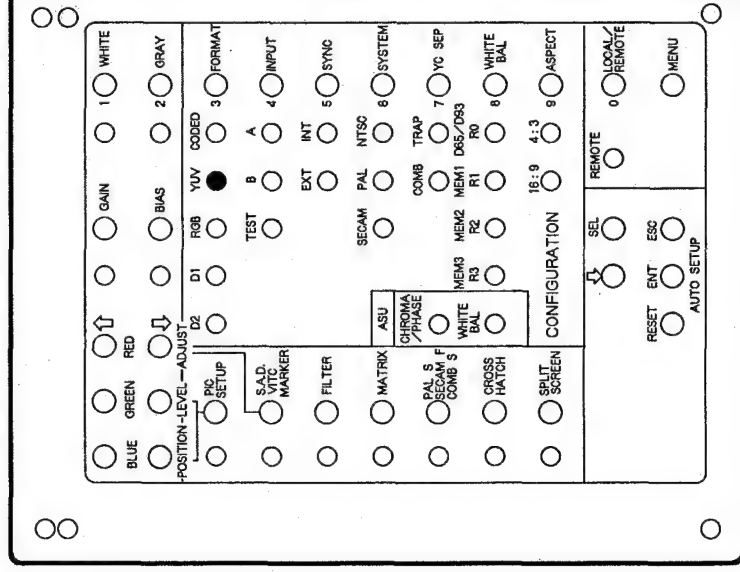 GAIN 1 WHITE
BLUE GREEN RED
BIAS 2 GRAY
POSITION-LEVEL-ADJUST
PIC SETUP D2 D1 RGB YUV CODED 3 FORMAT
S.A.D. VITC MARKER TEST B A 4 INPUT
FILTER EXT INT 5 SYNC
MATRIX ASU SECAM PAL NTSC 6 SYSTEM
PAL S SECAM F COMB S CHROMA/PHASE COMB TRAP 7 YC SEP
CROSS HATCH WHITE BAL MEM3 R3 MEM2 R2 MEM1 R1 D65/D93 R0 8 WHITE BAL
SPLIT SCREEN CONFIGURATION 16:9 4:3 9 ASPECT
SEL REMOTE 0 LOCAL/REMOTE
RESET ENT ESC MENU
AUTO SETUP